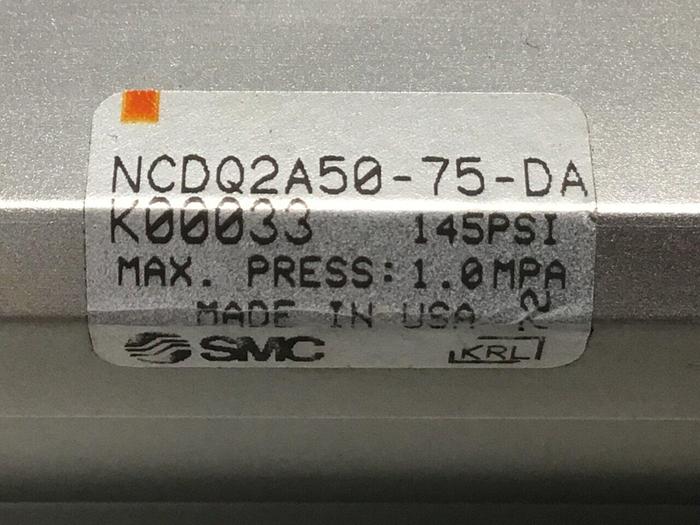 NCDQ2A50-75-DA
K00033 145PSI
MAX. PRESS: 1.0MPA
MADE IN USA
SMC KRL